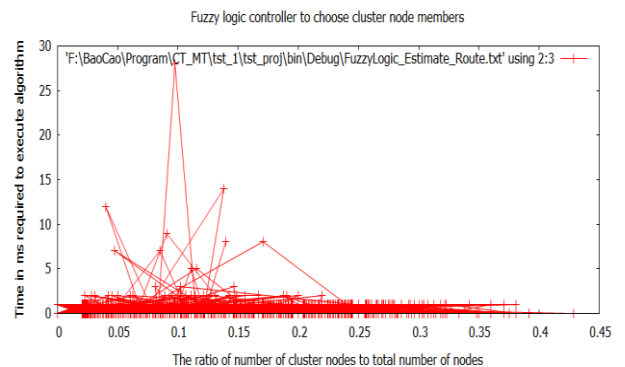 Fuzzy logic controller to choose cluster node members
'F:\BaoCao\Program\CT_MT\tst_1\tst_proj\bin\Debug\FuzzyLogic_Estimate_Route.txt' using 2:3
Time in ms required to execute algorithm
30
25
20
15
10
5
0
0 0.05 0.1 0.15 0.2 0.25 0.3 0.35 0.4 0.45
The ratio of number of cluster nodes to total number of nodes